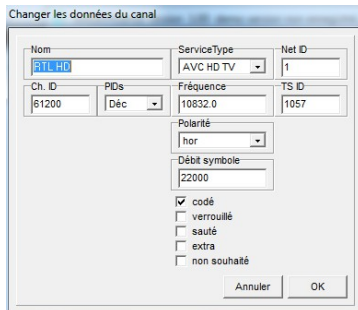 Changer les données du canal
Nom
RTL HD
ServiceType
AVC HD TV
Net ID
1
Ch. ID
61200
PIDs
Déc
Fréquence
10832.0
TS ID
1057
Polarité
hor
Débit symbole
22000
codé
verrouillé
sauté
extra
non souhaité
Annuler
OK